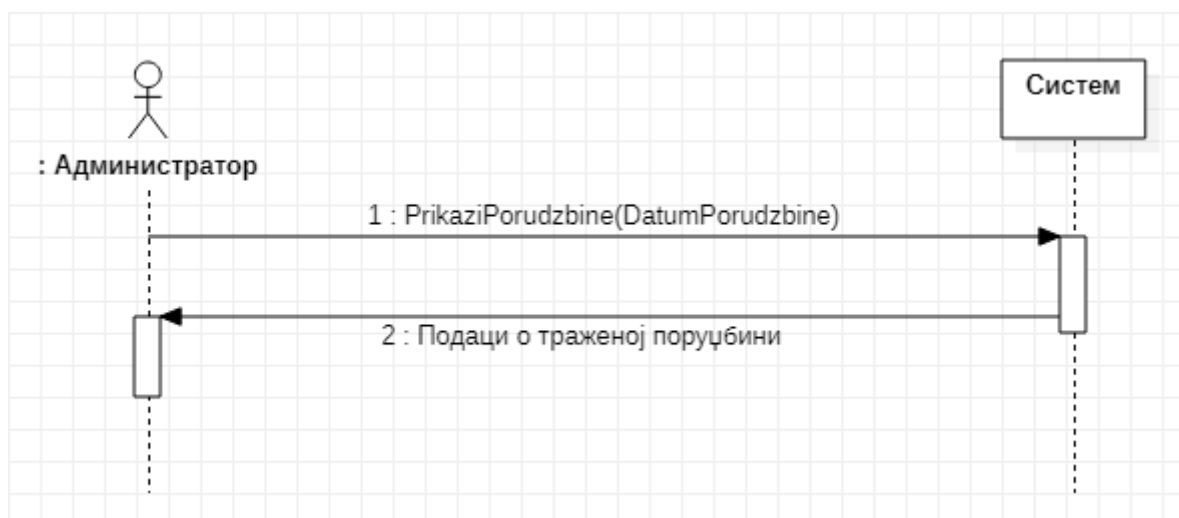 Систем
: Администратор
1 : PrikaziPorudzbine(DatumPorudzbine)
2 : Подаци о траженој поруџбини